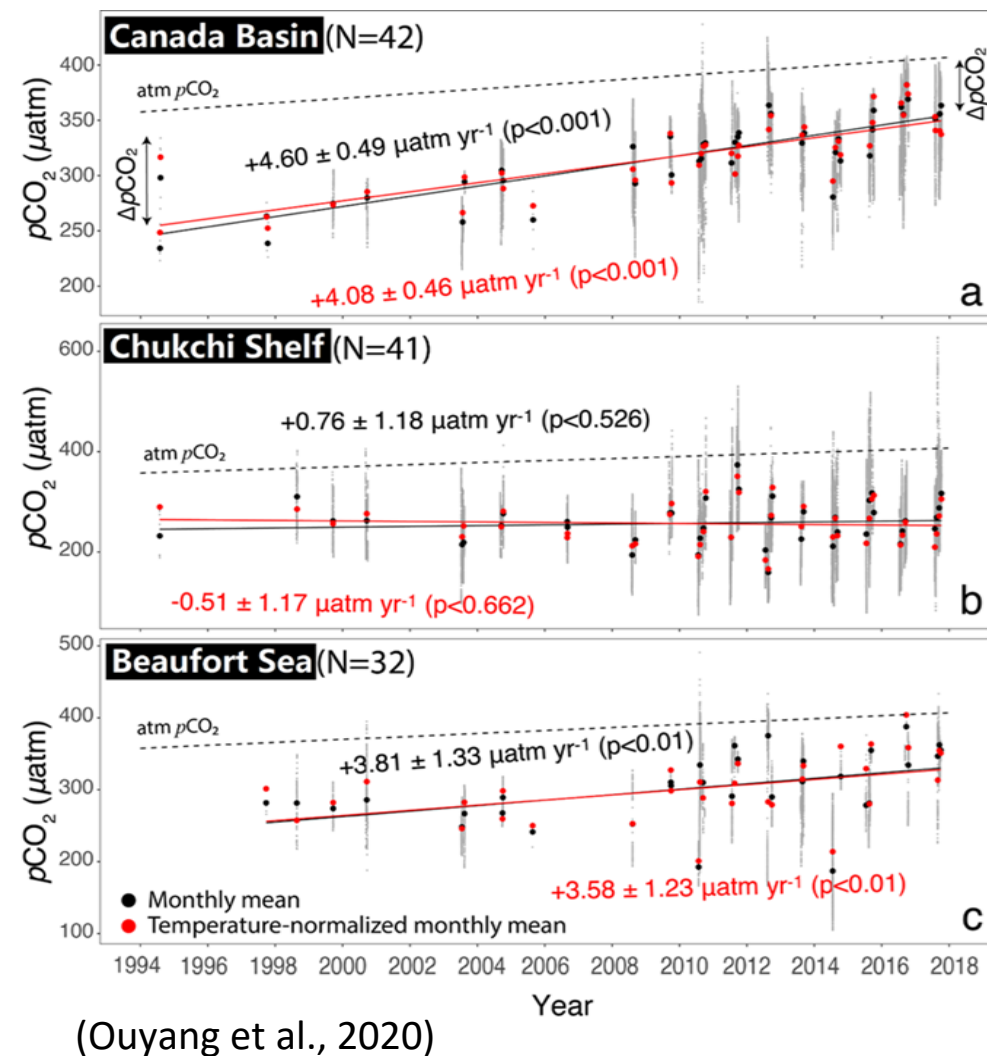 Canada Basin (N=42)
atm pCO₂
ΔpCO₂
ΔpCO₂
+4.60 ± 0.49 µatm yr⁻¹ (p<0.001)
+4.08 ± 0.46 µatm yr⁻¹ (p<0.001)
a
pCO₂ (µatm)
400
350
300
250
200
Chukchi Shelf (N=41)
+0.76 ± 1.18 µatm yr⁻¹ (p<0.526)
atm pCO₂
-0.51 ± 1.17 µatm yr⁻¹ (p<0.662)
b
pCO₂ (µatm)
600
400
200
Beaufort Sea (N=32)
atm pCO₂
+3.81 ± 1.33 µatm yr⁻¹ (p<0.01)
+3.58 ± 1.23 µatm yr⁻¹ (p<0.01)
Monthly mean
Temperature-normalized monthly mean
c
pCO₂ (µatm)
500
400
300
200
100
1994 1996 1998 2000 2002 2004 2006 2008 2010 2012 2014 2016 2018
Year
(Ouyang et al., 2020)